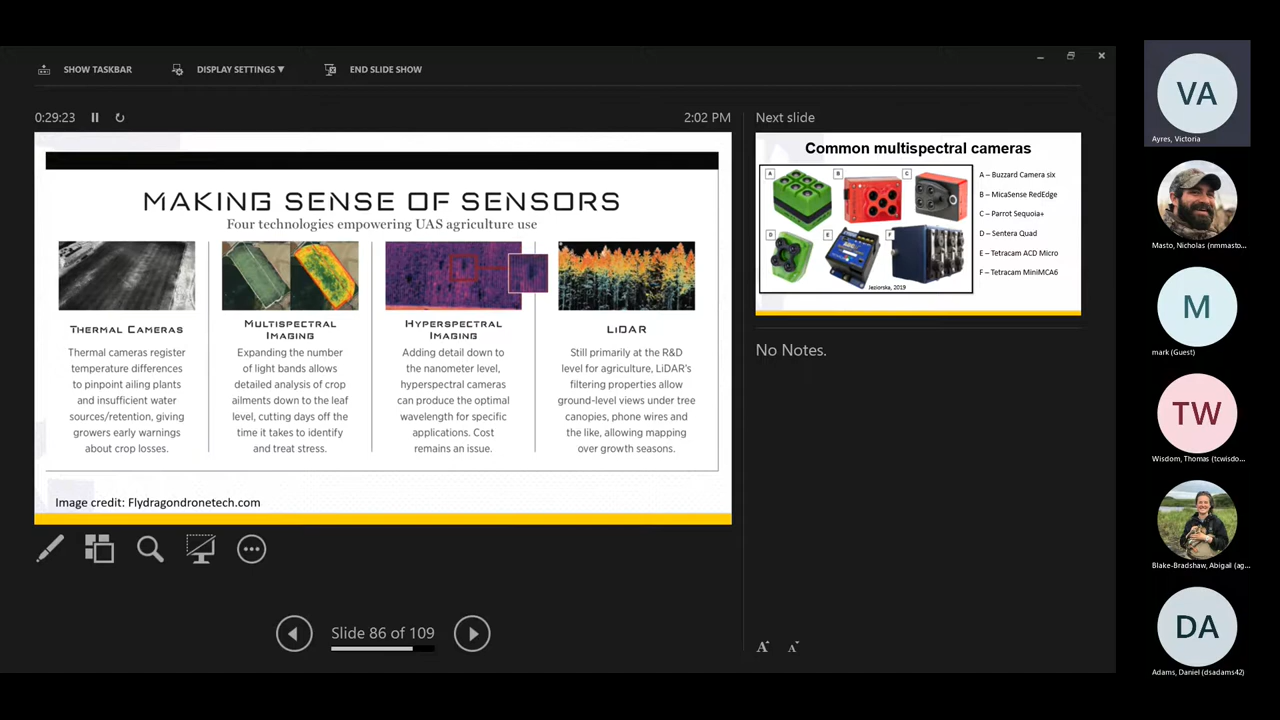 SHOW TASKBAR
DISPLAY SETTINGS ▼
END SLIDE SHOW
0:29:23
2:02 PM
MAKING SENSE OF SENSORS
Four technologies empowering UAS agriculture use
THERMAL CAMERAS
Thermal cameras register
temperature differences
to pinpoint ailing plants
and insufficient water
sources/retention, giving
growers early warnings
about crop losses.
MULTISPECTRAL
IMAGING
Expanding the number
of light bands allows
detailed analysis of crop
ailments down to the leaf
level, cutting days off the
time it takes to identify
and treat stress.
HYPERSPECTRAL
IMAGING
Adding detail down to
the nanometer level,
hyperspectral cameras
can produce the optimal
wavelength for specific
applications. Cost
remains an issue.
LiDAR
Still primarily at the R&D
level for agriculture, LiDAR's
filtering properties allow
ground-level views under tree
canopies, phone wires and
the like, allowing mapping
over growth seasons.
Image credit: Flydragondronetech.com
Slide 86 of 109
Next slide
Common multispectral cameras
A
B
C
D
E
F
Jeziorska, 2019
A – Buzzard Camera six
B – MicaSense RedEdge
C – Parrot Sequoia+
D – Sentera Quad
E – Tetracam ACD Micro
F – Tetracam MiniMCA6
No Notes.
A
A
VA
Ayres, Victoria
Masto, Nicholas (nmmasto...
M
mark (Guest)
TW
Wisdom, Thomas (tcwisdo...
Blake-Bradshaw, Abigail (ag...
DA
Adams, Daniel (dsadams42)